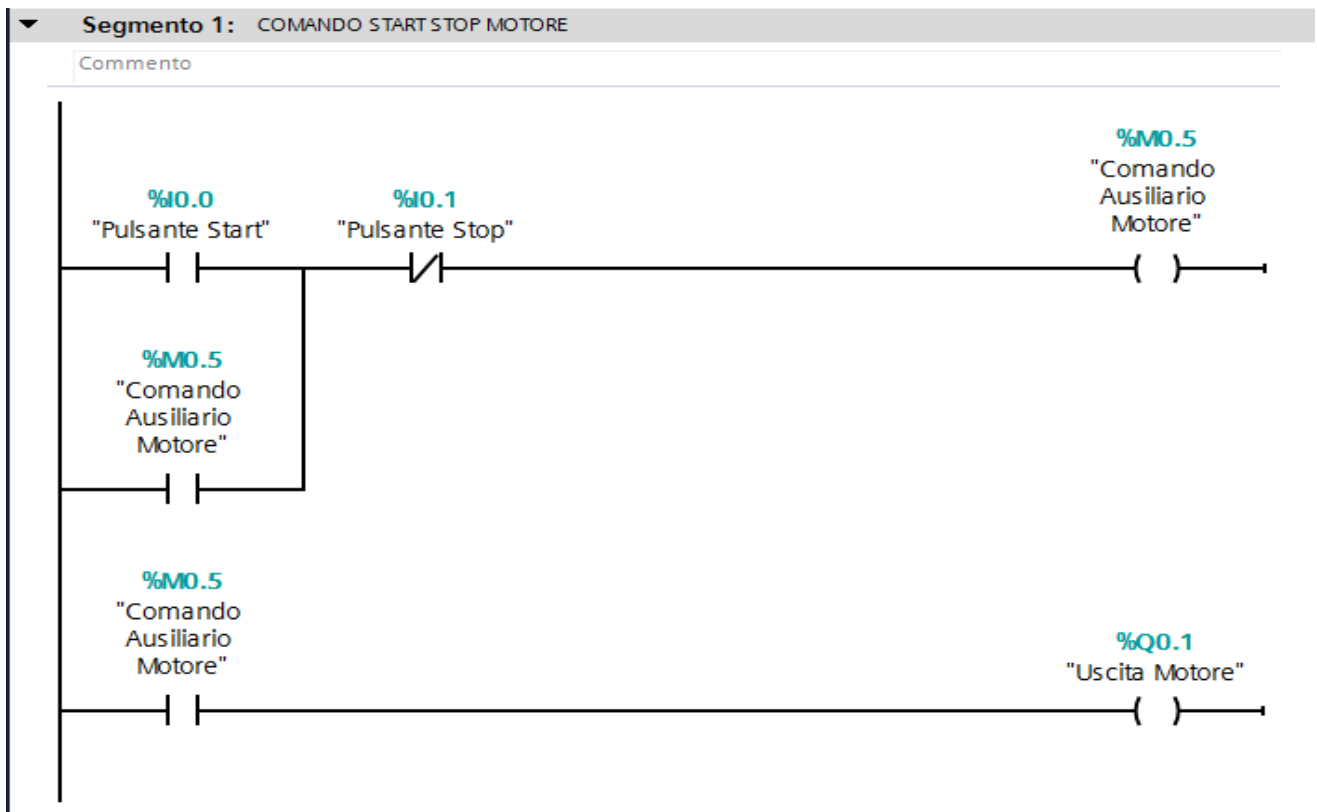 Segmento 1: COMANDO START STOP MOTORE
Commento
%M0.5
"Comando
Ausiliario
Motore"
%I0.0
"Pulsante Start"
%I0.1
"Pulsante Stop"
%M0.5
"Comando
Ausiliario
Motore"
%M0.5
"Comando
Ausiliario
Motore"
%Q0.1
"Uscita Motore"